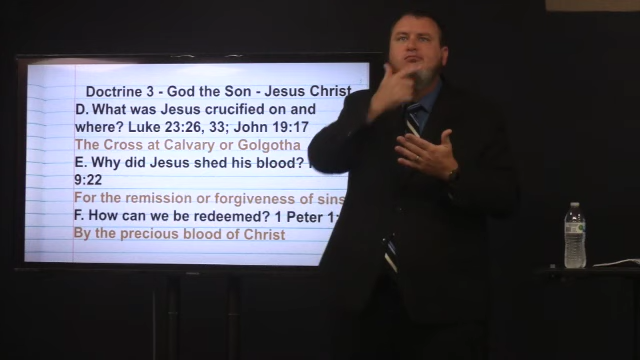 Doctrine 3 - God the Son - Jesus Christ
D. What was Jesus crucified on and
where? Luke 23:26, 33; John 19:17
The Cross at Calvary or Golgotha
E. Why did Jesus shed his blood?
9:22
For the remission or forgiveness of sins
F. How can we be redeemed? 1 Peter 1:
By the precious blood of Christ